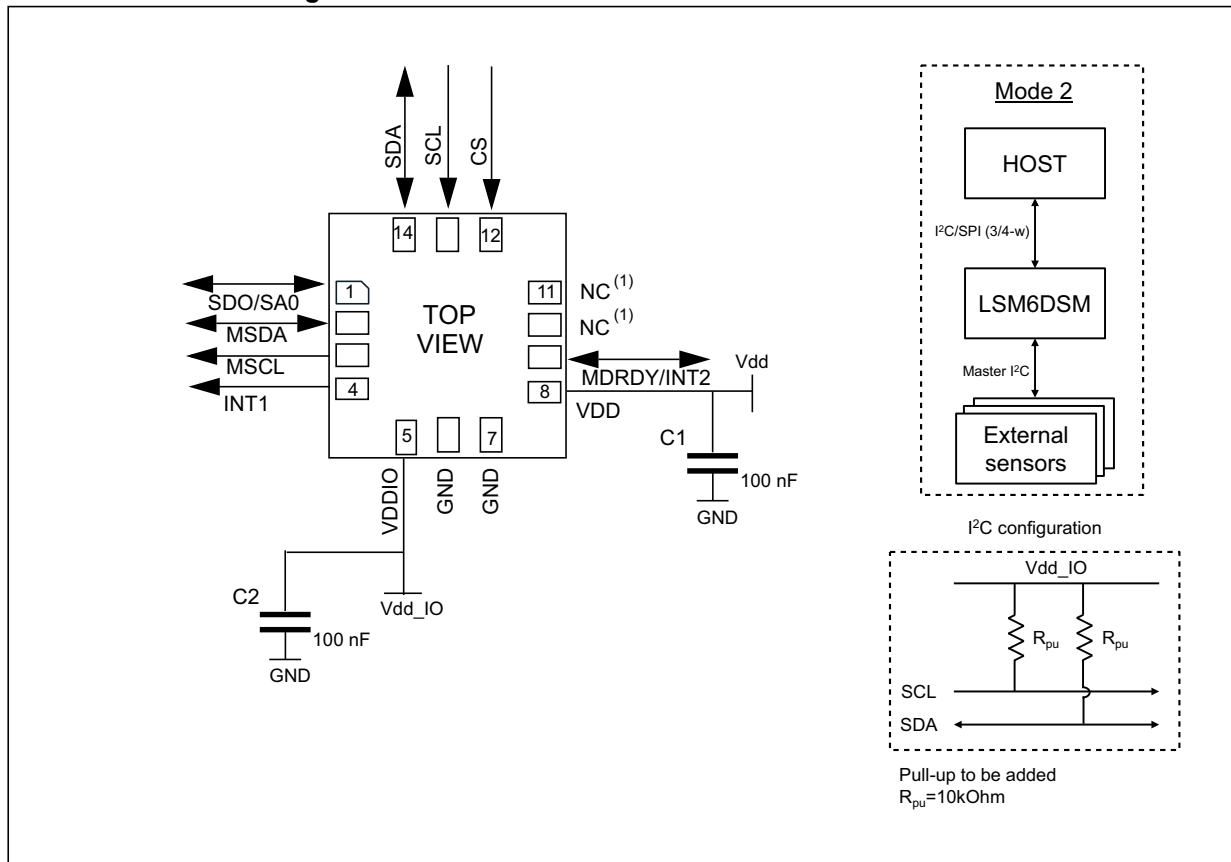 g
SDA
SCL
CS
14
12
1
11
NC (1)
SDO/SA0
TOP
VIEW
NC (1)
MSDA
MSCL
MDRDY/INT2
Vdd
4
8
INT1
VDD
5
7
C1
100 nF
GND
VDDIO
GND
GND
C2
100 nF
GND
Vdd_IO
Mode 2
HOST
I²C/SPI (3/4-w)
LSM6DSM
Master I²C
External
sensors
I²C configuration
Vdd_IO
Rpu
Rpu
SCL
SDA
Pull-up to be added
Rpu=10kOhm